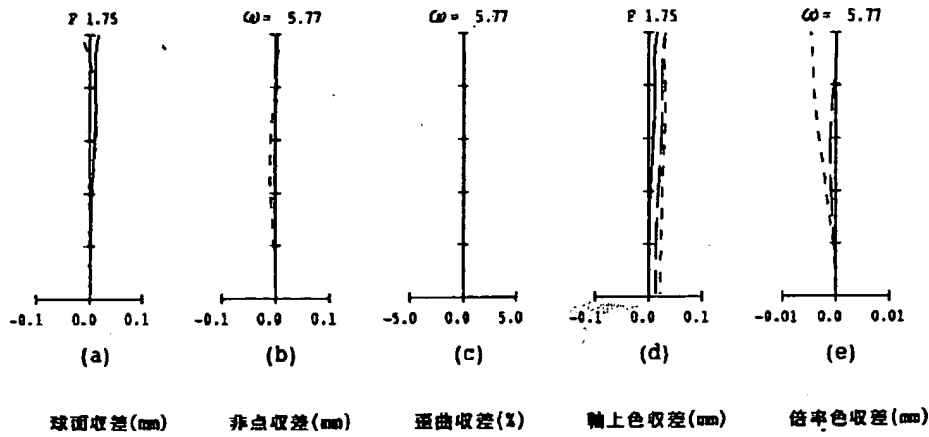 F 1.75
ω= 5.77
ω= 5.77
F 1.75
ω= 5.77
-0.1 0.0 0.1
-0.1 0.0 0.1
-5.0 0.0 5.0
-0.1 0.0 0.1
-0.01 0.0 0.01
(a)
(b)
(c)
(d)
(e)
球面収差(mm)
非点収差(mm)
歪曲収差(%)
軸上色収差(mm)
倍率色収差(mm)